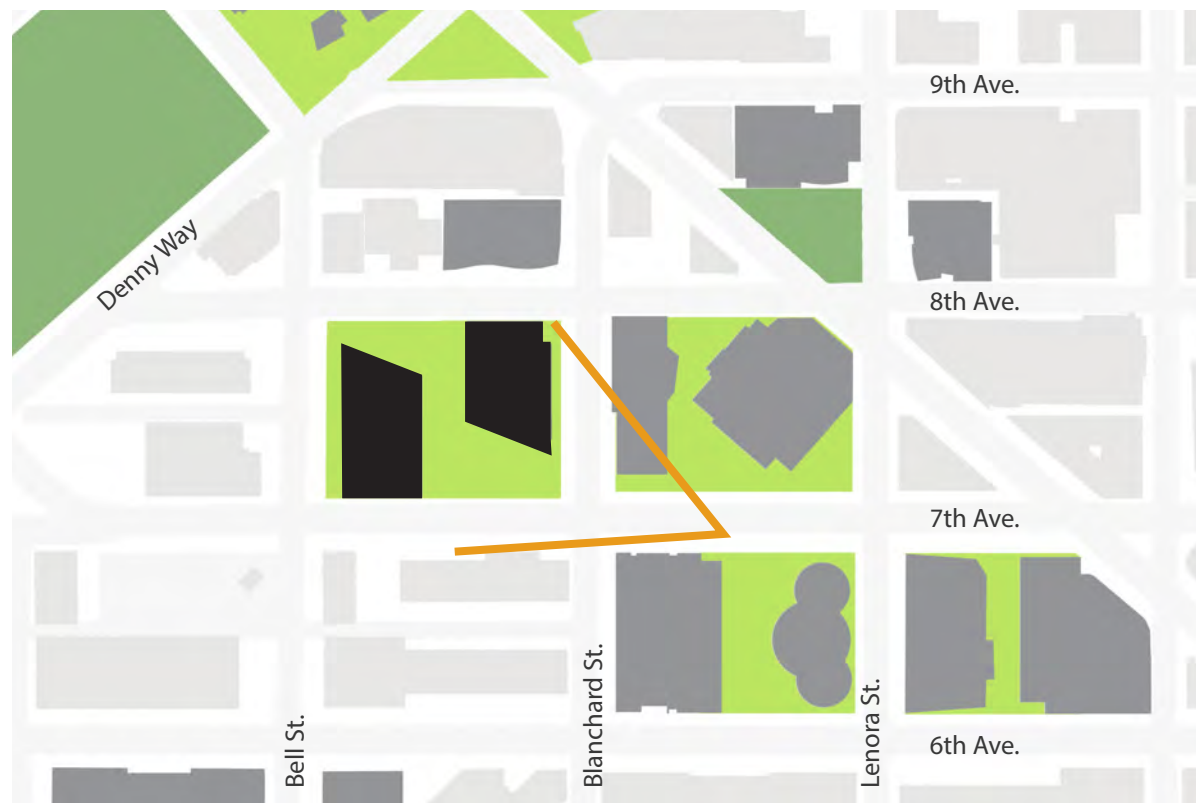 9th Ave.
Denny Way
8th Ave.
7th Ave.
Bell St.
Blanchard St.
Lenora St.
6th Ave.